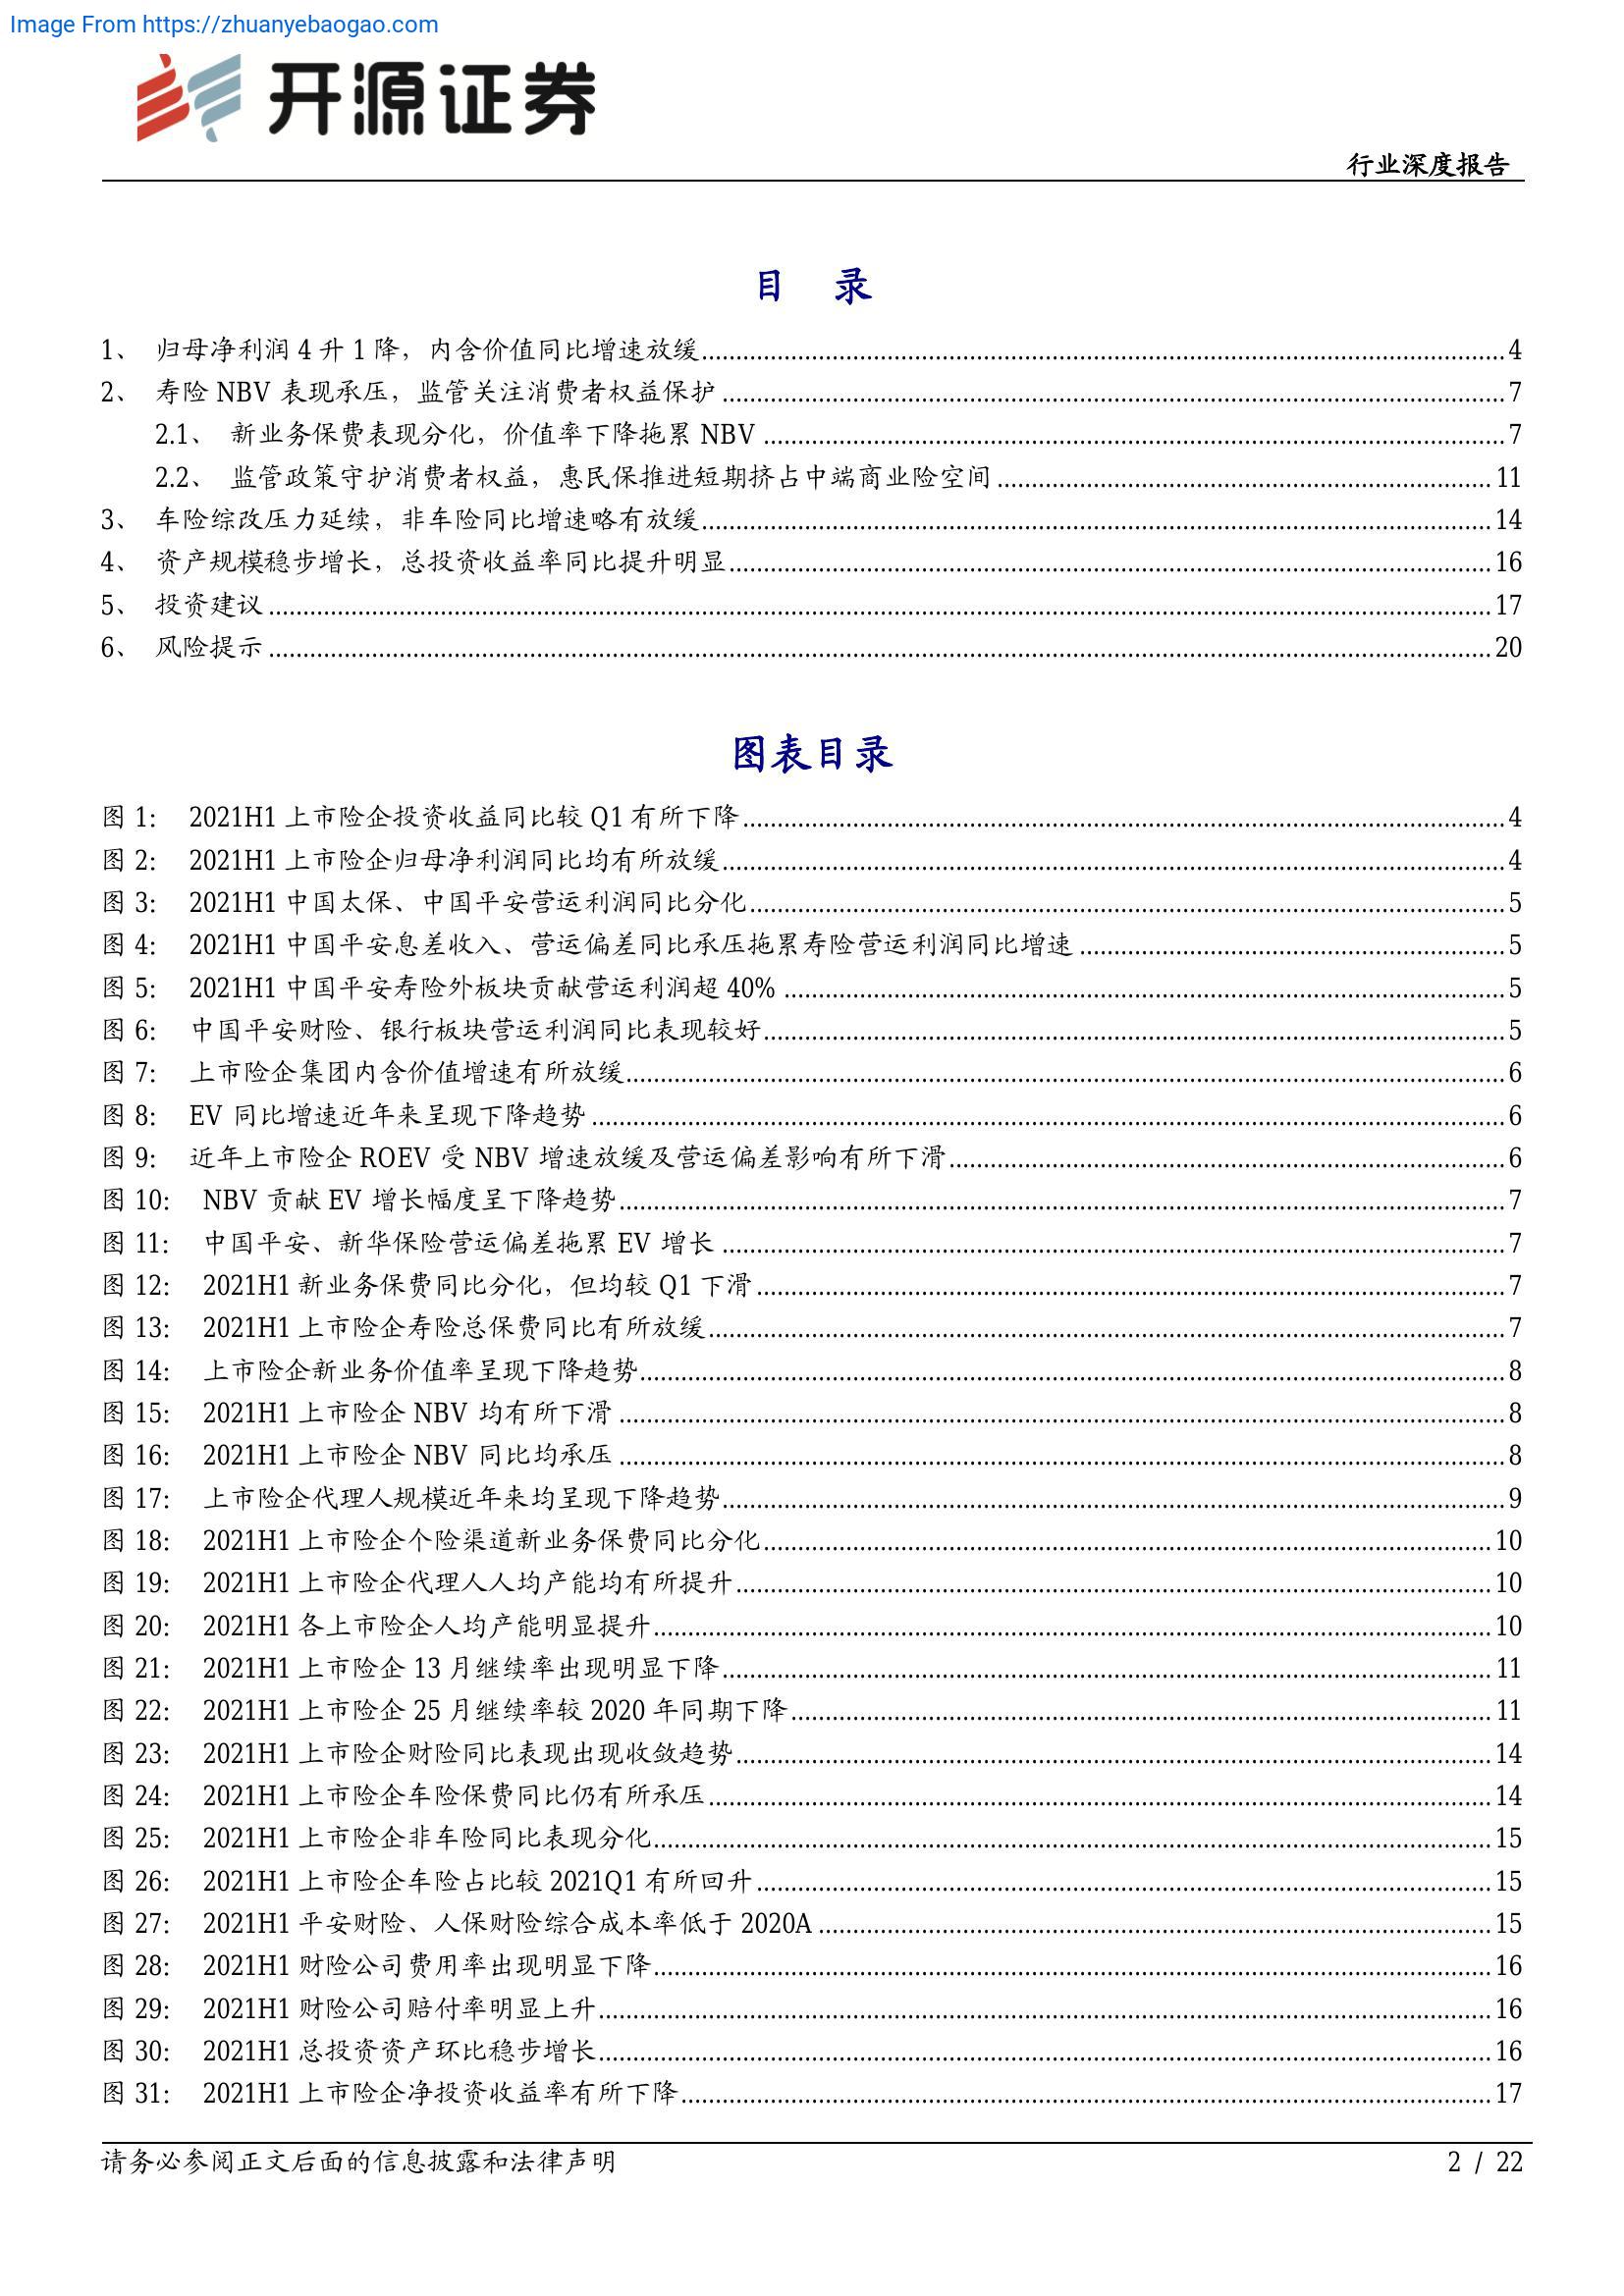 Image From https://zhuanyebaogao.com
开源证券
行业深度报告
目 录
1、 归母净利润 4 升 1 降，内含价值同比增速放缓 4
2、 寿险 NBV 表现承压，监管关注消费者权益保护 7
2.1、 新业务保费表现分化，价值率下降拖累 NBV 7
2.2、 监管政策守护消费者权益，惠民保推进短期挤占中端商业险空间 11
3、 车险综改压力延续，非车险同比增速略有放缓 14
4、 资产规模稳步增长，总投资收益率同比提升明显 16
5、 投资建议 17
6、 风险提示 20
图表目录
图 1: 2021H1 上市险企投资收益同比较 Q1 有所下降 4
图 2: 2021H1 上市险企归母净利润同比均有所放缓 4
图 3: 2021H1 中国太保、中国平安营运利润同比分化 5
图 4: 2021H1 中国平安息差收入、营运偏差同比承压拖累寿险营运利润同比增速 5
图 5: 2021H1 中国平安寿险外板块贡献营运利润超 40% 5
图 6: 中国平安财险、银行板块营运利润同比表现较好 5
图 7: 上市险企集团内含价值增速有所放缓 6
图 8: EV 同比增速近年来呈现下降趋势 6
图 9: 近年上市险企 ROEV 受 NBV 增速放缓及营运偏差影响有所下滑 6
图 10: NBV 贡献 EV 增长幅度呈下降趋势 7
图 11: 中国平安、新华保险营运偏差拖累 EV 增长 7
图 12: 2021H1 新业务保费同比分化，但均较 Q1 下滑 7
图 13: 2021H1 上市险企寿险总保费同比有所放缓 7
图 14: 上市险企新业务价值率呈现下降趋势 8
图 15: 2021H1 上市险企 NBV 均有所下滑 8
图 16: 2021H1 上市险企 NBV 同比均承压 8
图 17: 上市险企代理人规模近年来均呈现下降趋势 9
图 18: 2021H1 上市险企个险渠道新业务保费同比分化 10
图 19: 2021H1 上市险企代理人人均产能均有所提升 10
图 20: 2021H1 各上市险企人均产能明显提升 10
图 21: 2021H1 上市险企 13 月继续率出现明显下降 11
图 22: 2021H1 上市险企 25 月继续率较 2020 年同期下降 11
图 23: 2021H1 上市险企财险同比表现出现收敛趋势 14
图 24: 2021H1 上市险企车险保费同比仍有所承压 14
图 25: 2021H1 上市险企非车险同比表现分化 15
图 26: 2021H1 上市险企车险占比较 2021Q1 有所回升 15
图 27: 2021H1 平安财险、人保财险综合成本率低于 2020A 15
图 28: 2021H1 财险公司费用率出现明显下降 16
图 29: 2021H1 财险公司赔付率明显上升 16
图 30: 2021H1 总投资资产环比稳步增长 16
图 31: 2021H1 上市险企净投资收益率有所下降 17
请务必参阅正文后面的信息披露和法律声明 2 / 22